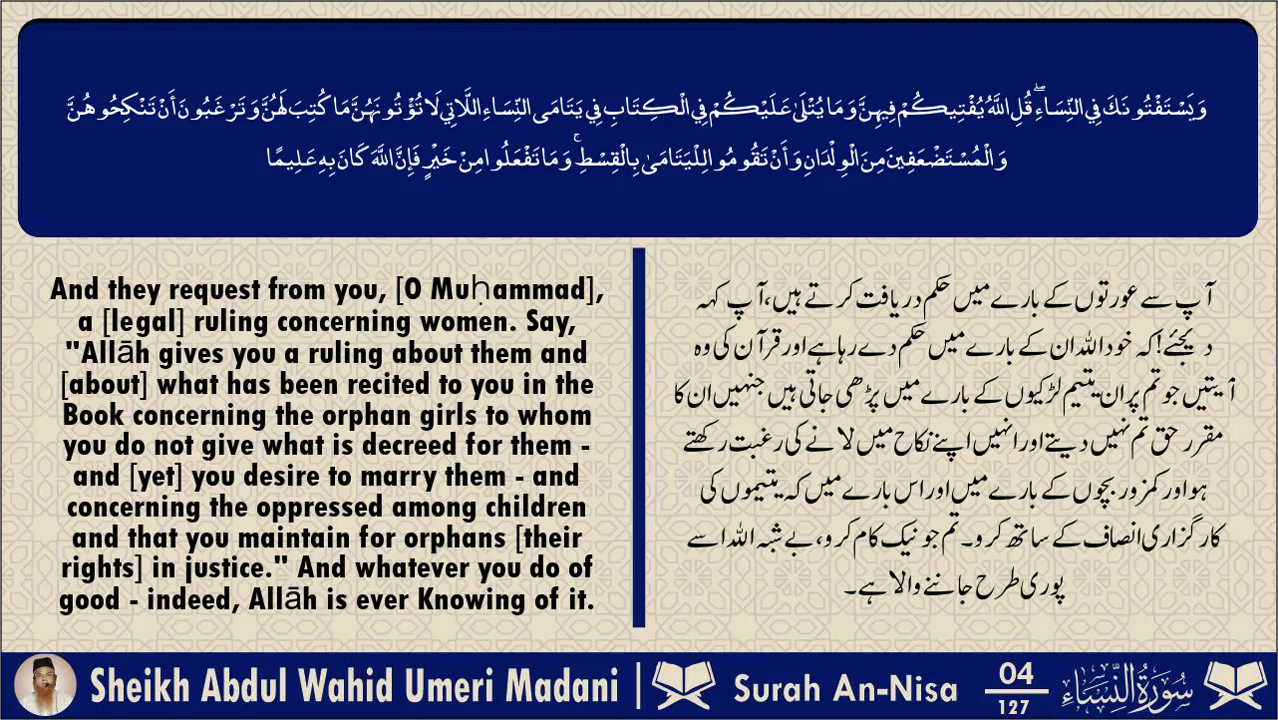 وَيَسْتَفْتُونَكَ فِي النِّسَاءِ ۖ قُلِ اللَّهُ يُفْتِيكُمْ فِيهِنَّ وَمَا يُتْلَىٰ عَلَيْكُمْ فِي الْكِتَابِ فِي يَتَامَى النِّسَاءِ اللَّاتِي لَا تُؤْتُونَهُنَّ مَا كُتِبَ لَهُنَّ وَتَرْغَبُونَ أَنْ تَنْكِحُوهُنَّ
وَالْمُسْتَضْعَفِينَ مِنَ الْوِلْدَانِ وَأَنْ تَقُومُوا لِلْيَتَامَىٰ بِالْقِسْطِ ۚ وَمَا تَفْعَلُوا مِنْ خَيْرٍ فَإِنَّ اللَّهَ كَانَ بِهِ عَلِيمًا
And they request from you, [O Muḥammad],
a [legal] ruling concerning women. Say,
"Allāh gives you a ruling about them and
[about] what has been recited to you in the
Book concerning the orphan girls to whom
you do not give what is decreed for them -
and [yet] you desire to marry them - and
concerning the oppressed among children
and that you maintain for orphans [their
rights] in justice." And whatever you do of
good - indeed, Allāh is ever Knowing of it.
آپ سے عورتوں کے بارے میں حکم دریافت کرتے ہیں، آپ کہہ
دیجئے! کہ خود اللہ ان کے بارے میں حکم دے رہا ہے اور قرآن کی وہ
آیتیں جو تم پر ان یتیم لڑکیوں کے بارے میں پڑھی جاتی ہیں جنہیں ان کا
مقرر حق تم نہیں دیتے اور انہیں اپنے نکاح میں لانے کی رغبت رکھتے
ہو اور کمزور بچوں کے بارے میں اور اس بارے میں کہ یتیموں کی
کارگزاری انصاف کے ساتھ کرو۔ تم جو نیک کام کرو، بے شبہ اللہ اسے
پوری طرح جاننے والا ہے۔
Sheikh Abdul Wahid Umeri Madani |
Surah An-Nisa
04
127
سُورَةُ النِّسَاءِ